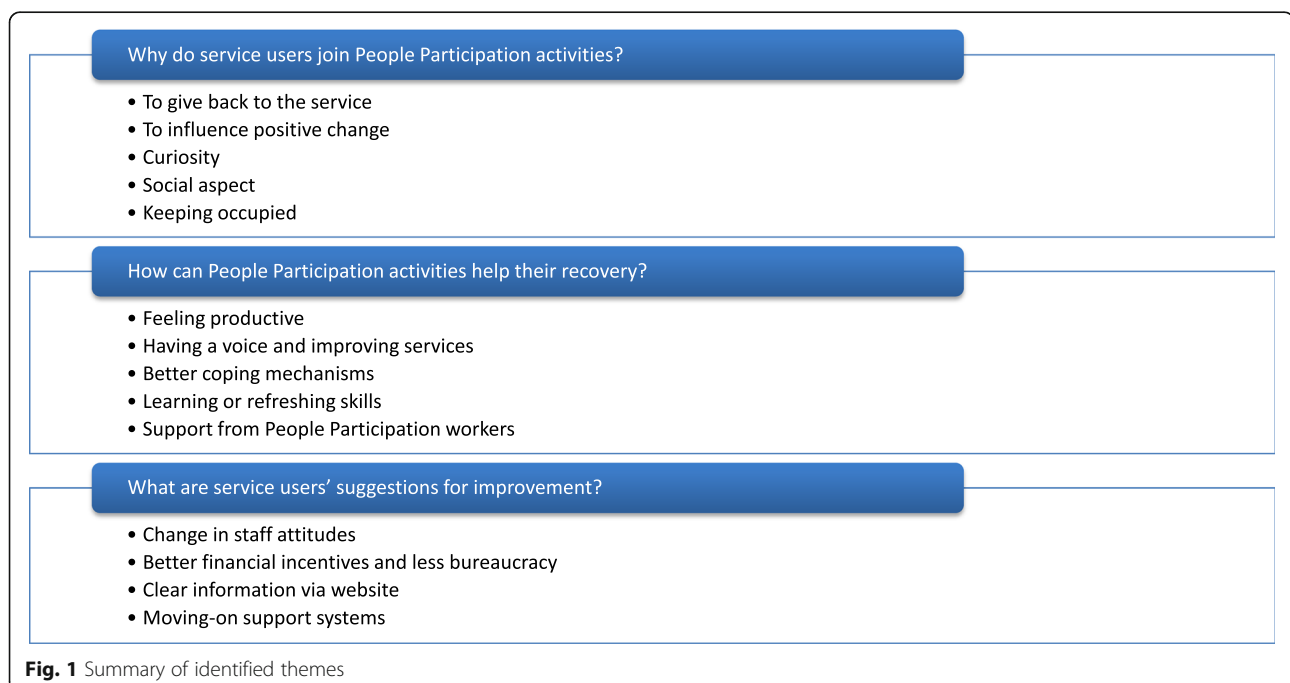 Why do service users join People Participation activities?
• To give back to the service
• To influence positive change
• Curiosity
• Social aspect
• Keeping occupied
How can People Participation activities help their recovery?
• Feeling productive
• Having a voice and improving services
• Better coping mechanisms
• Learning or refreshing skills
• Support from People Participation workers
What are service users’ suggestions for improvement?
• Change in staff attitudes
• Better financial incentives and less bureaucracy
• Clear information via website
• Moving-on support systems
Fig. 1 Summary of identified themes